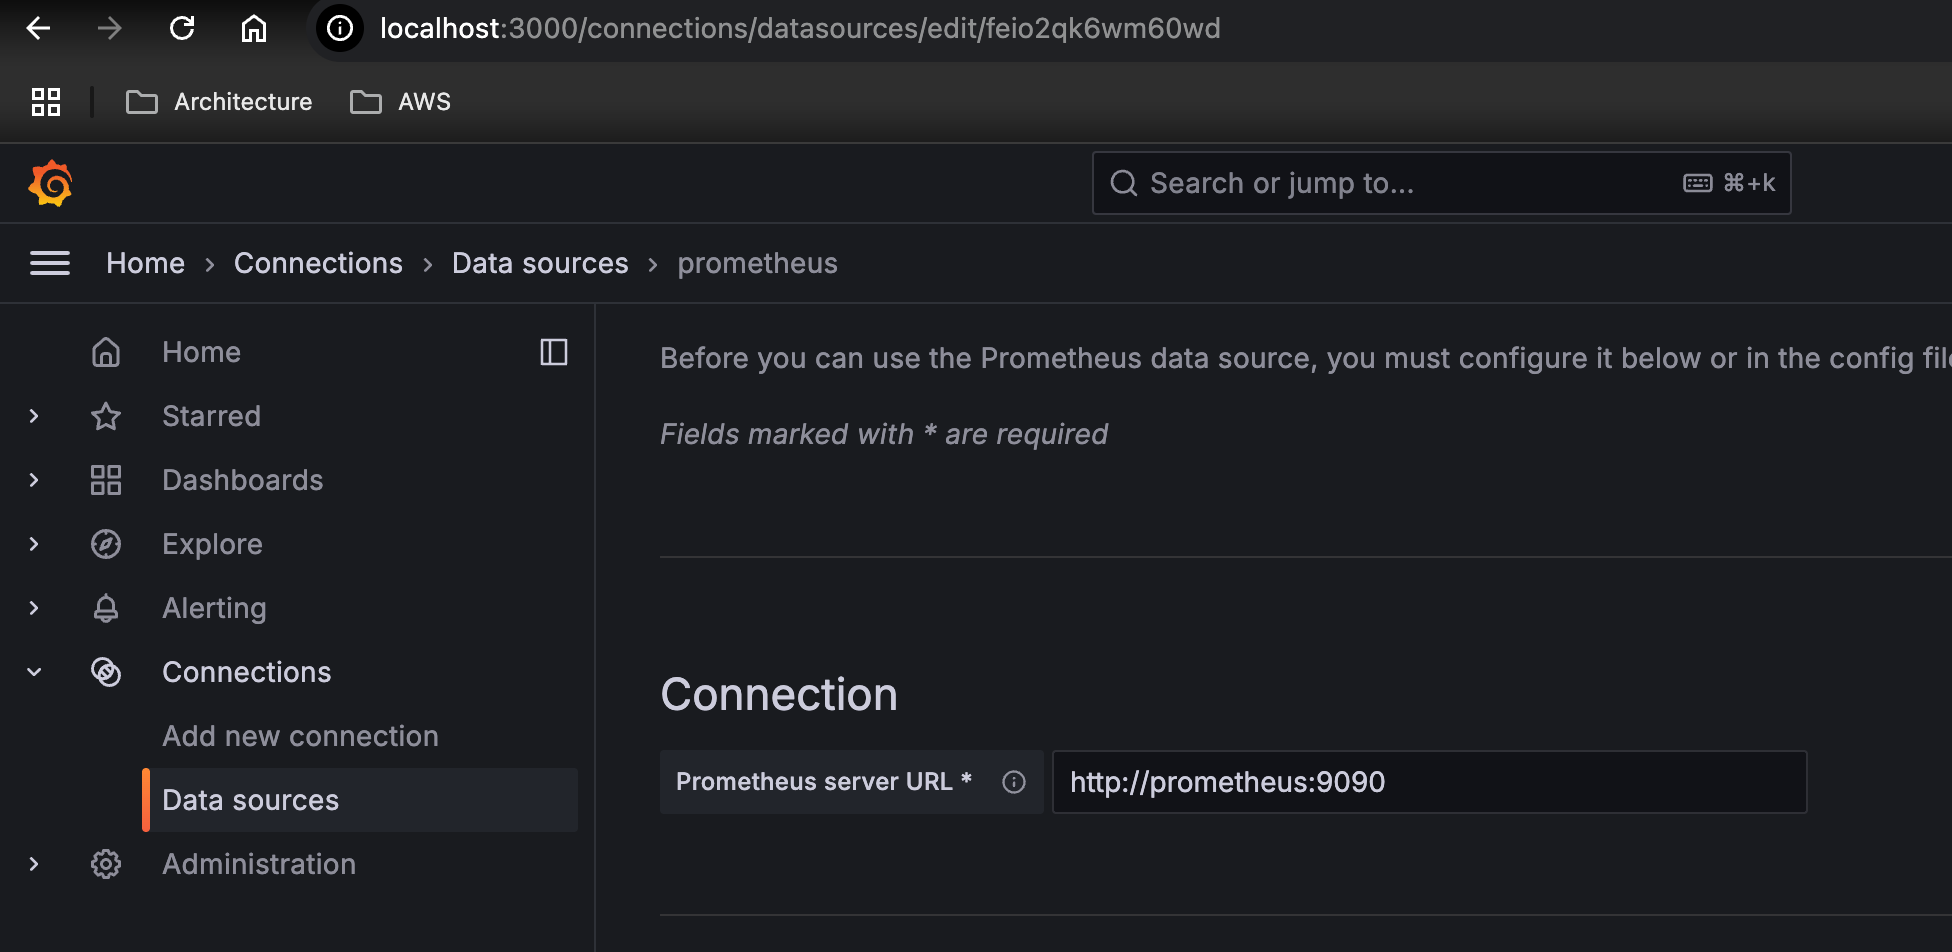 localhost:3000/connections/datasources/edit/feio2qk6wm60wd
Architecture
AWS
Search or jump to...
⌘+k
Home › Connections › Data sources › prometheus
Home
Starred
Dashboards
Explore
Alerting
Connections
Add new connection
Data sources
Administration
Before you can use the Prometheus data source, you must configure it below or in the config
Fields marked with * are required
Connection
Prometheus server URL *
http://prometheus:9090